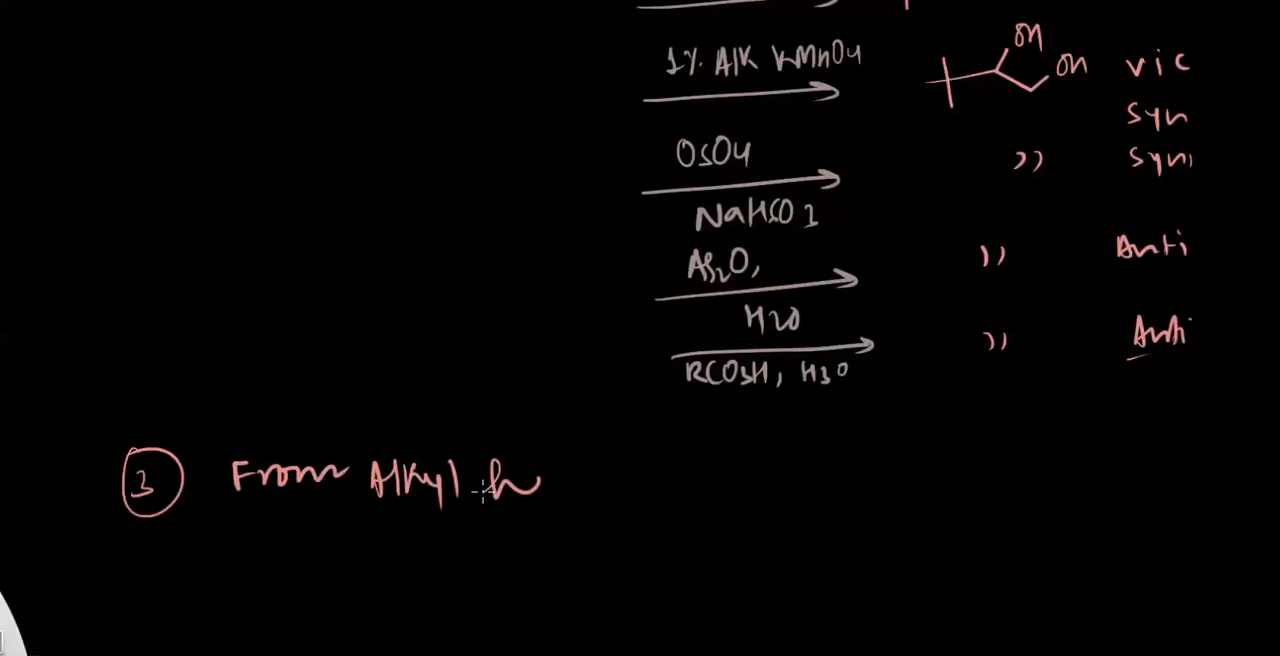 1%. Alk KMnO4
OH
OH
vic
syn
OsO4
))
syn
NaHSO3
Ag2O,
))
Anti
H2O
))
Anti
RCO3H, H3O
3 From Alkyl h